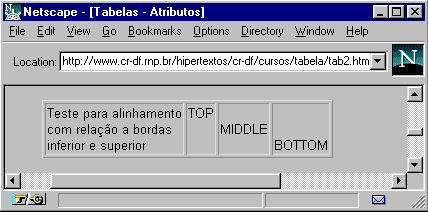 Netscape - [Tabelas - Atributos]
File Edit View Go Bookmarks Options Directory Window Help
Location: http://www.cr-df.rnp.br/hipertextos/cr-df/cursos/tabela/tab2.htm
N
Teste para alinhamento
com relação a bordas
inferior e superior
TOP
MIDDLE
BOTTOM